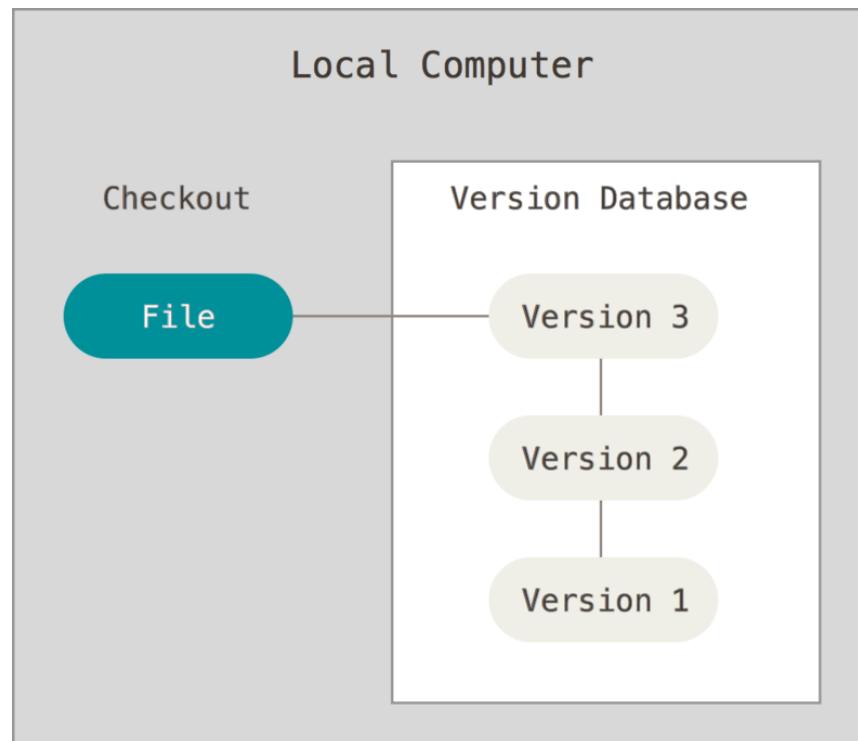 Local Computer
Checkout
Version Database
File
Version 3
Version 2
Version 1